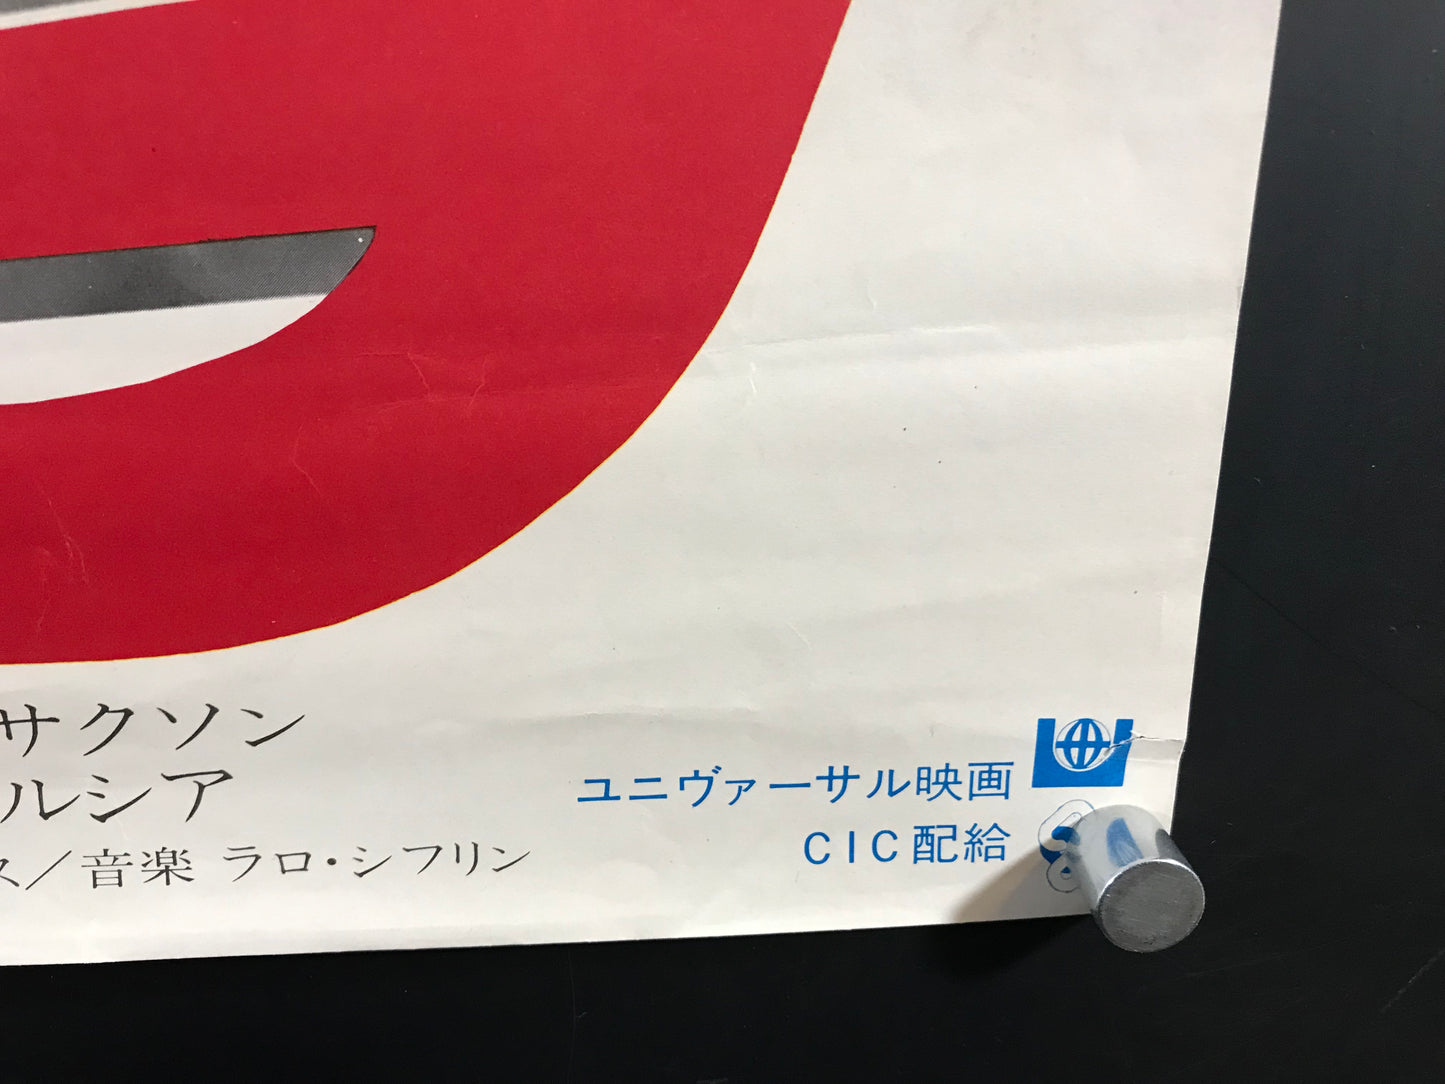 サクソン
ルシア
ス／音楽 ラロ・シフリン
ユニヴァーサル映画
CIC配給